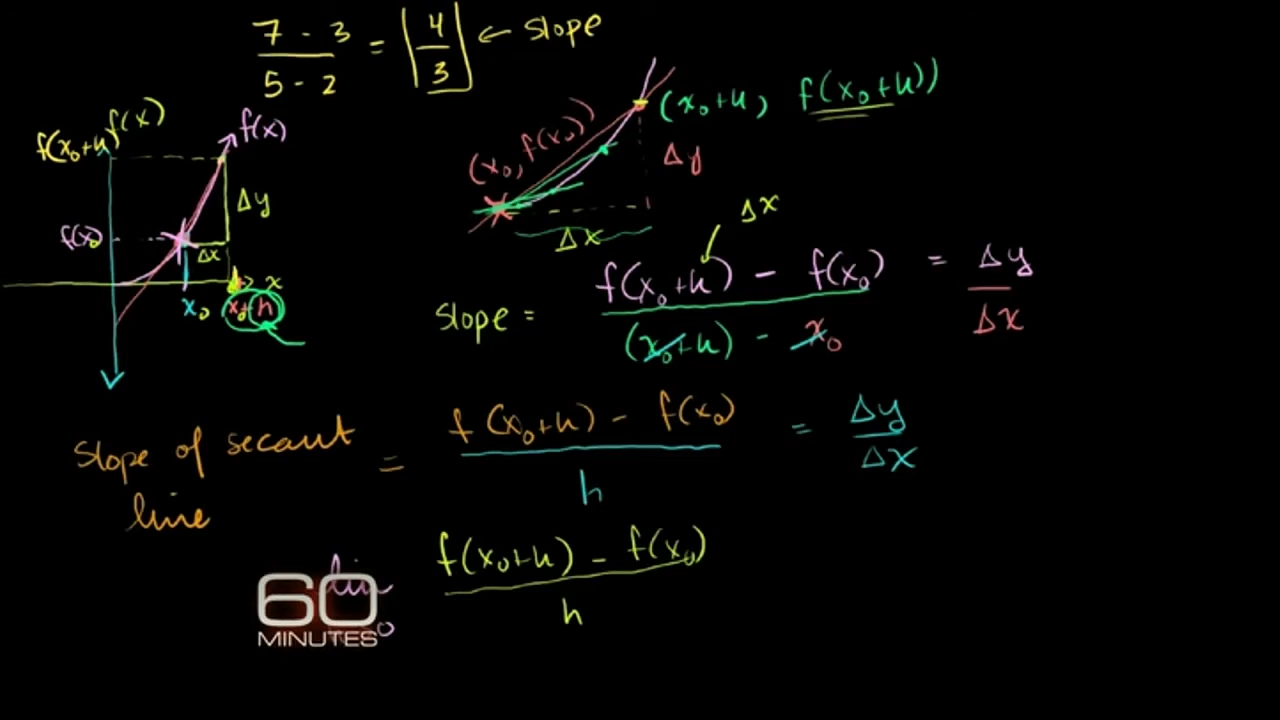 7 - 3 / 5 - 2 = 4/3 ← slope
f(x₀+h) f(x) f(x)
Δy
f(x₀)
Δx
x
x₀ x₀+h
(x₀, f(x₀)) (x₀+h, f(x₀+h))
Δy
Δx
Δx
slope = f(x₀+h) - f(x₀) / (x₀+h) - x₀ = Δy / Δx
Slope of secant
line
= f(x₀+h) - f(x₀) / h = Δy / Δx
lim f(x₀+h) - f(x₀) / h
60
MINUTES